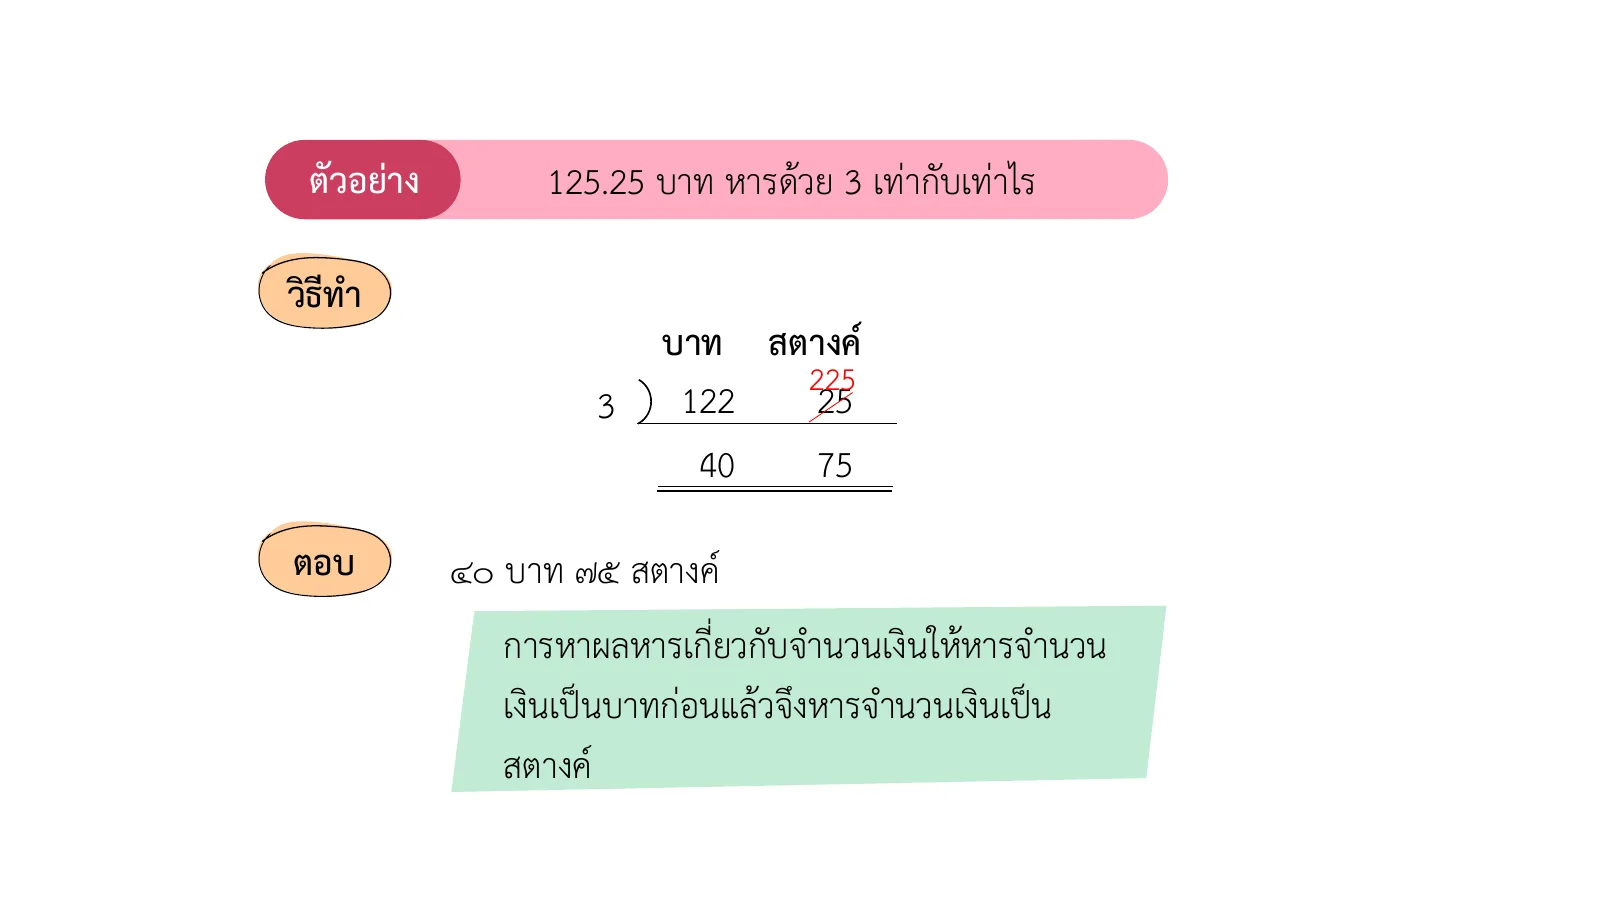 ตัวอย่าง 125.25 บาท หารด้วย 3 เท่ากับเท่าไร
วิธีทำ
บาท สตางค์
225
3 ) 122 25
40 75
ตอบ ๔๐ บาท ๗๕ สตางค์
การหาผลหารเกี่ยวกับจำนวนเงินให้หารจำนวน
เงินเป็นบาทก่อนแล้วจึงหารจำนวนเงินเป็น
สตางค์